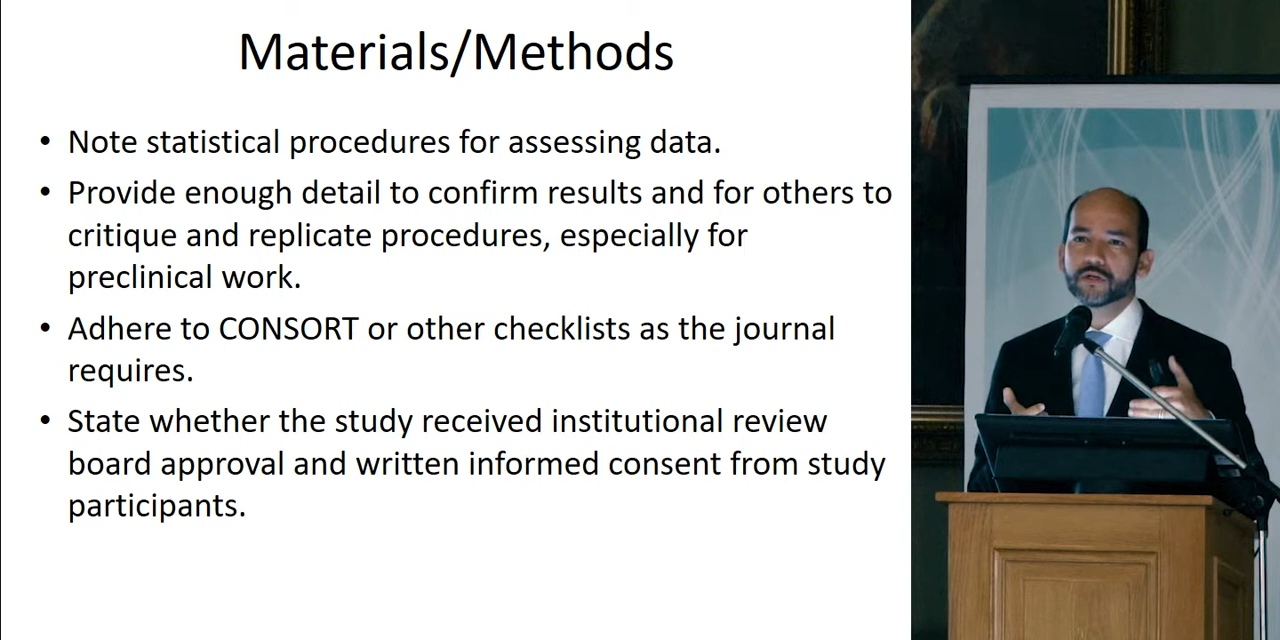 Materials/Methods
• Note statistical procedures for assessing data.
• Provide enough detail to confirm results and for others to
critique and replicate procedures, especially for
preclinical work.
• Adhere to CONSORT or other checklists as the journal
requires.
• State whether the study received institutional review
board approval and written informed consent from study
participants.